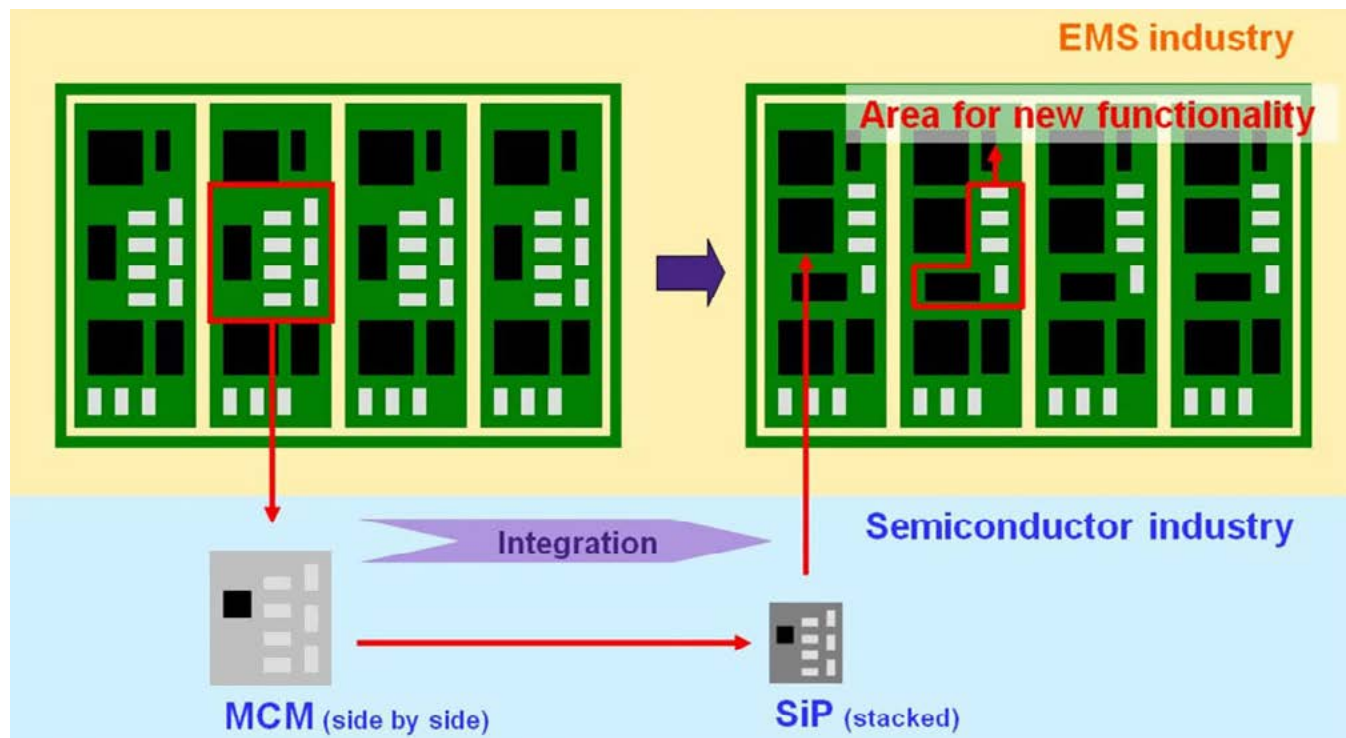 EMS industry
Area for new functionality
Semiconductor industry
Integration
MCM (side by side)
SiP (stacked)